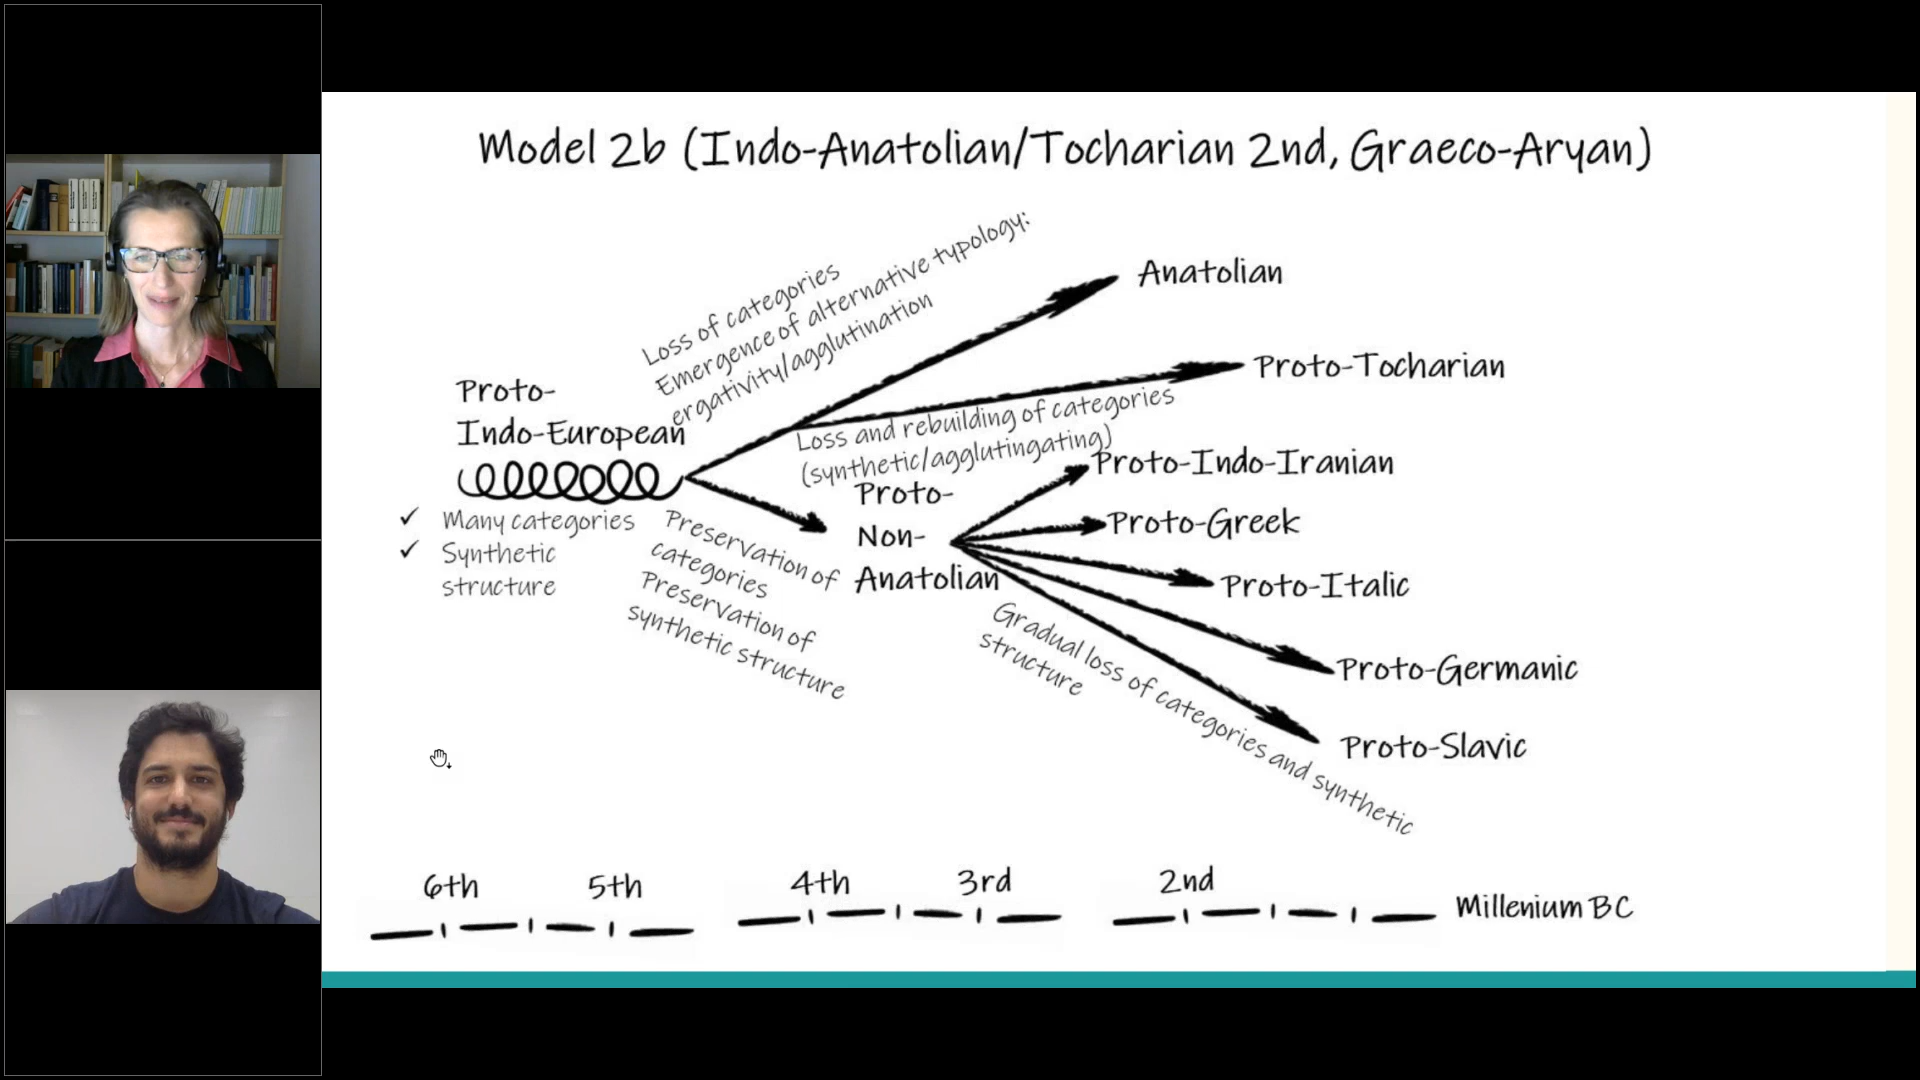 Model 2b (Indo-Anatolian/Tocharian 2nd, Graeco-Aryan)
Loss of categories
Emergence of alternative typology:
ergativity/agglutination
Anatolian
Proto-Tocharian
Loss and rebuilding of categories
(synthetic/agglutingating)
Proto-
Indo-European
✓ Many categories
✓ Synthetic
structure
Preservation of
categories
Preservation of
synthetic structure
Proto-
Non-
Anatolian
Proto-Indo-Iranian
Proto-Greek
Proto-Italic
Proto-Germanic
Proto-Slavic
Gradual loss of categories and synthetic
structure
6th 5th 4th 3rd 2nd Millenium BC